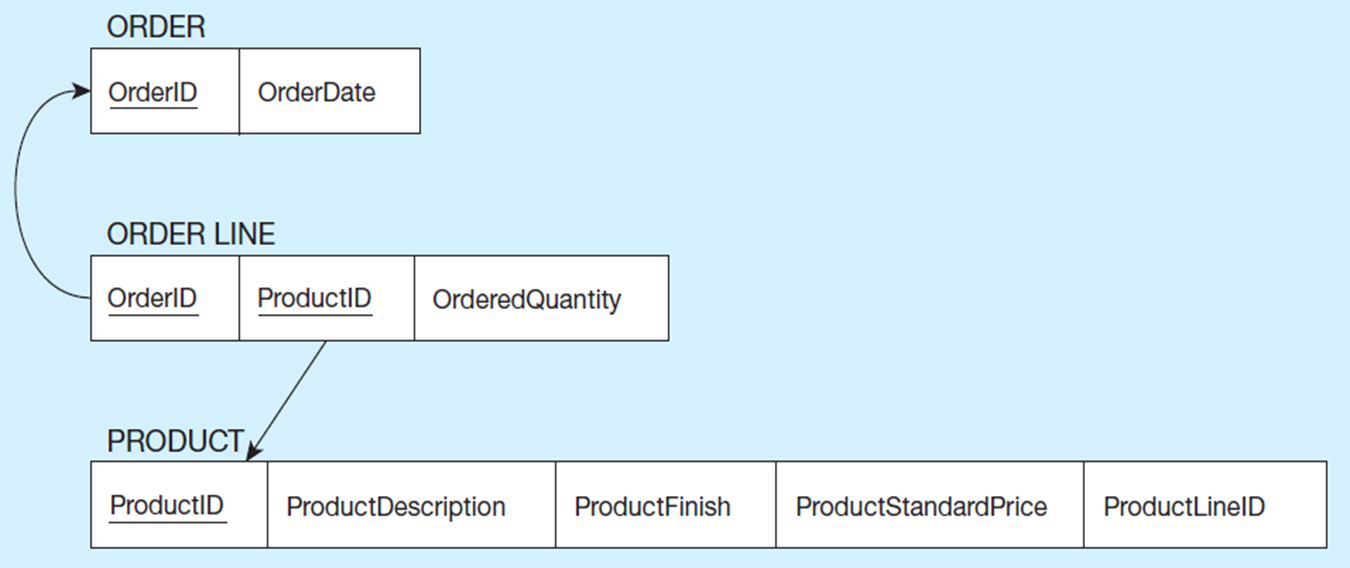 ORDER
OrderID OrderDate
ORDER LINE
OrderID ProductID OrderedQuantity
PRODUCT
ProductID ProductDescription ProductFinish ProductStandardPrice ProductLineID